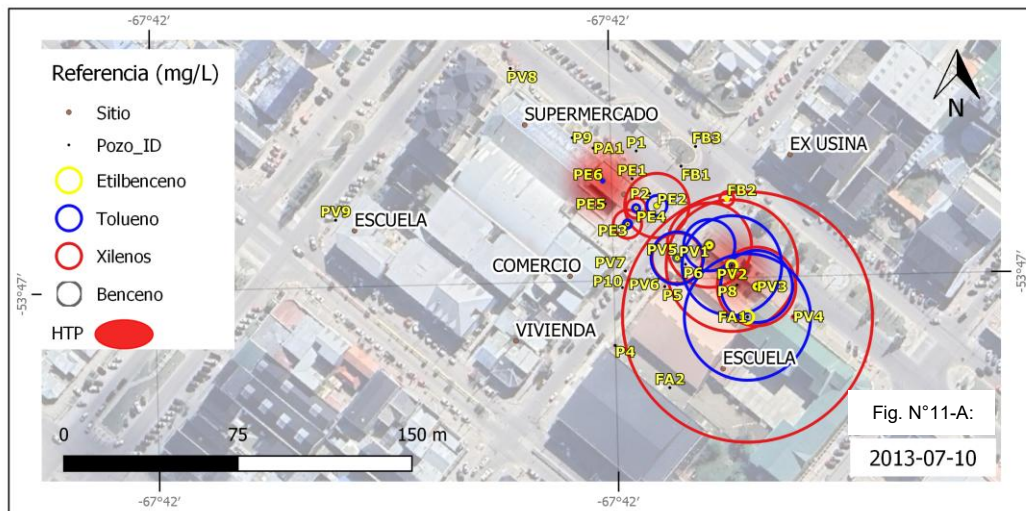 -67°42'
-67°42'
Referencia (mg/L)
Sitio
Pozo_ID
Etilbenceno
Tolueno
Xilenos
Benceno
HTP
PV8
SUPERMERCADO
P9
PA1
P1
FB3
EX USINA
PE1
FB1
PE6
P2
PE2
FB2
PE5
PE4
PV9
ESCUELA
PE3
PV5
PV1
COMERCIO
PV7
P6
PV2
P10
PV6
P5
P8
PV3
-53°47'
-53°47'
VIVIENDA
FA1
PV4
P4
ESCUELA
FA2
N
0
75
150 m
Fig. N°11-A:
2013-07-10
-67°42'
-67°42'